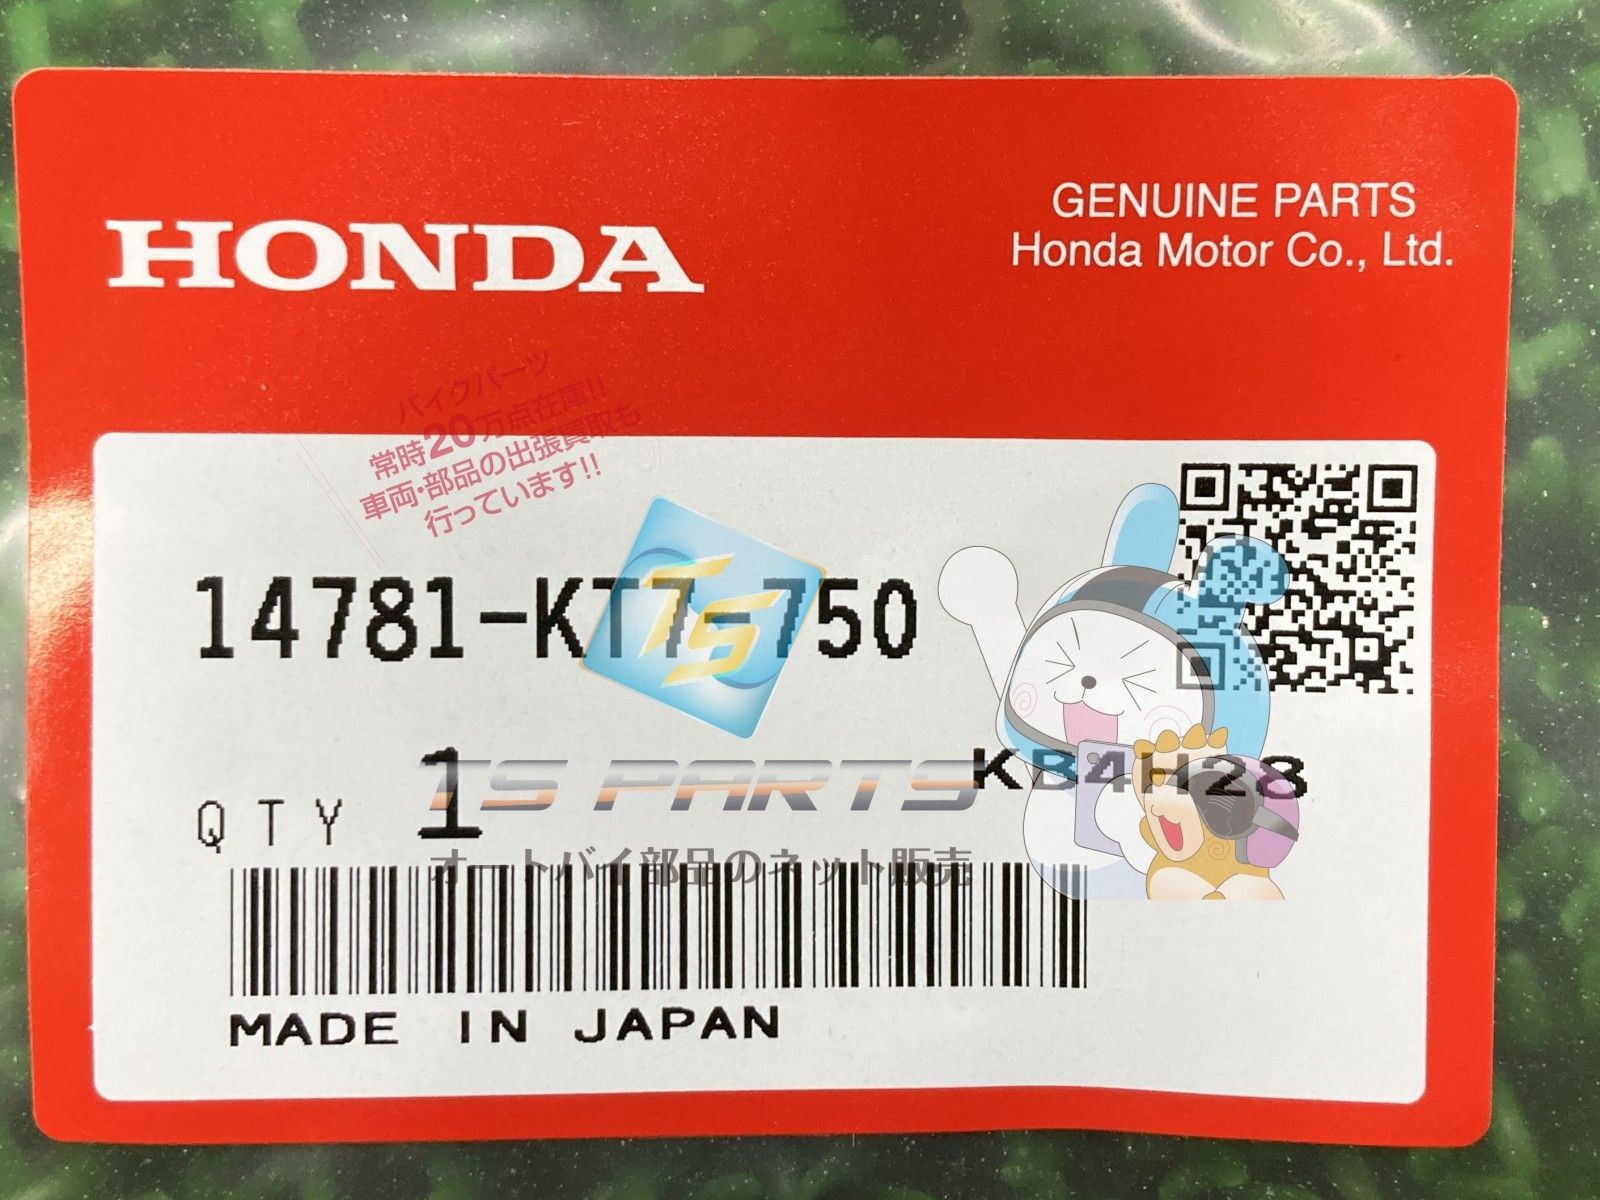 HONDA
GENUINE PARTS
Honda Motor Co., Ltd.
バイクパーツ
常時20万点在庫!!
車両・部品の出張買取も
行っています!!
14781-KT7-750
TS
QTY 1
KB4H28
TS PARTS
オートバイ部品のネット販売
MADE IN JAPAN